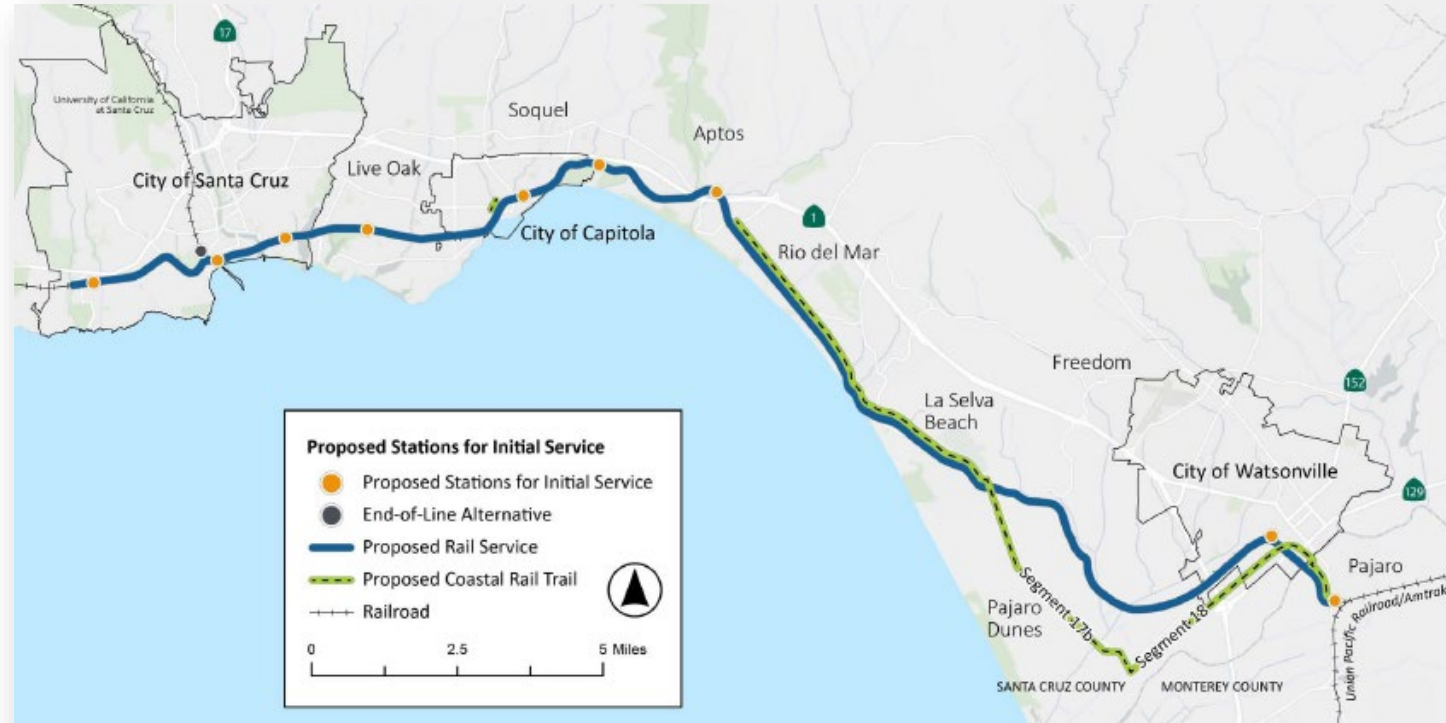 17
University of California
at Santa Cruz
City of Santa Cruz
Live Oak
Soquel
Aptos
City of Capitola
1
Rio del Mar
Freedom
152
La Selva
Beach
City of Watsonville
129
Pajaro
Pajaro
Dunes
Segment 17b
Segment 18
SANTA CRUZ COUNTY
MONTEREY COUNTY
Union Pacific Railroad/Amtrak
Proposed Stations for Initial Service
Proposed Stations for Initial Service
End-of-Line Alternative
Proposed Rail Service
Proposed Coastal Rail Trail
Railroad
0 2.5 5 Miles